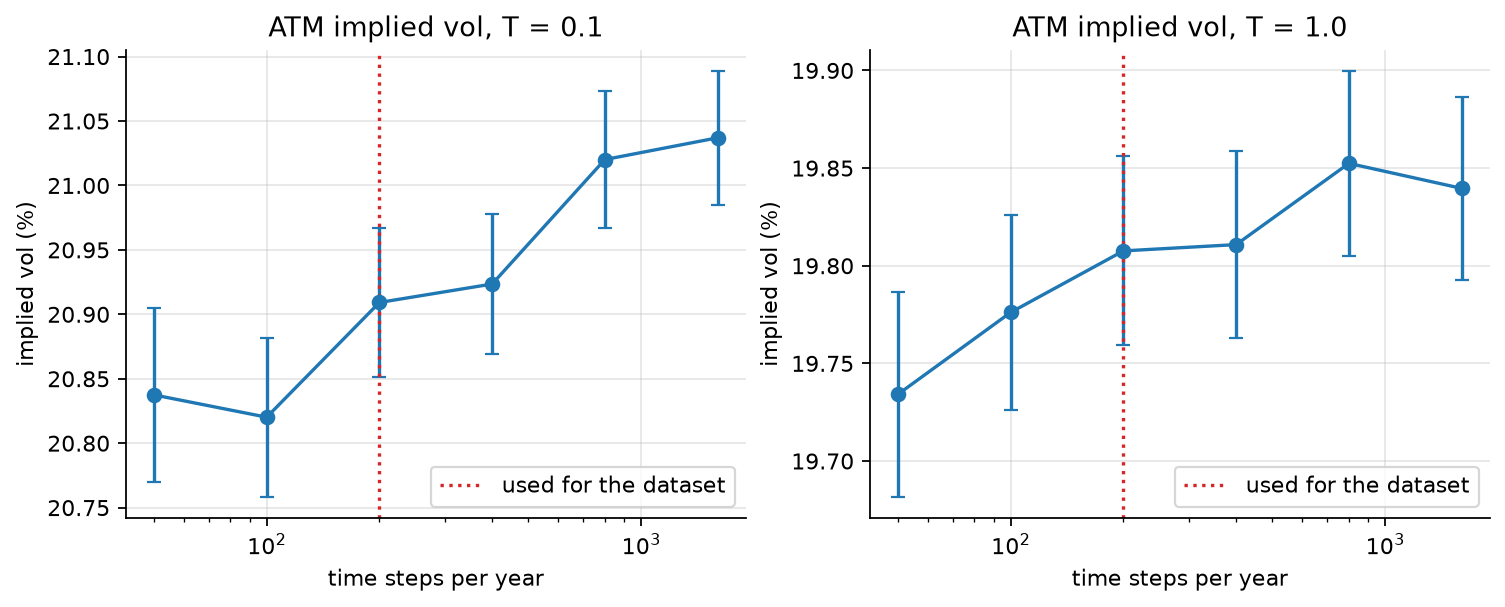 ATM implied vol, T = 0.1
21.10
21.05
21.00
20.95
20.90
20.85
20.80
20.75
implied vol (%)
10²
10³
time steps per year
used for the dataset
ATM implied vol, T = 1.0
19.90
19.85
19.80
19.75
19.70
implied vol (%)
10²
10³
time steps per year
used for the dataset